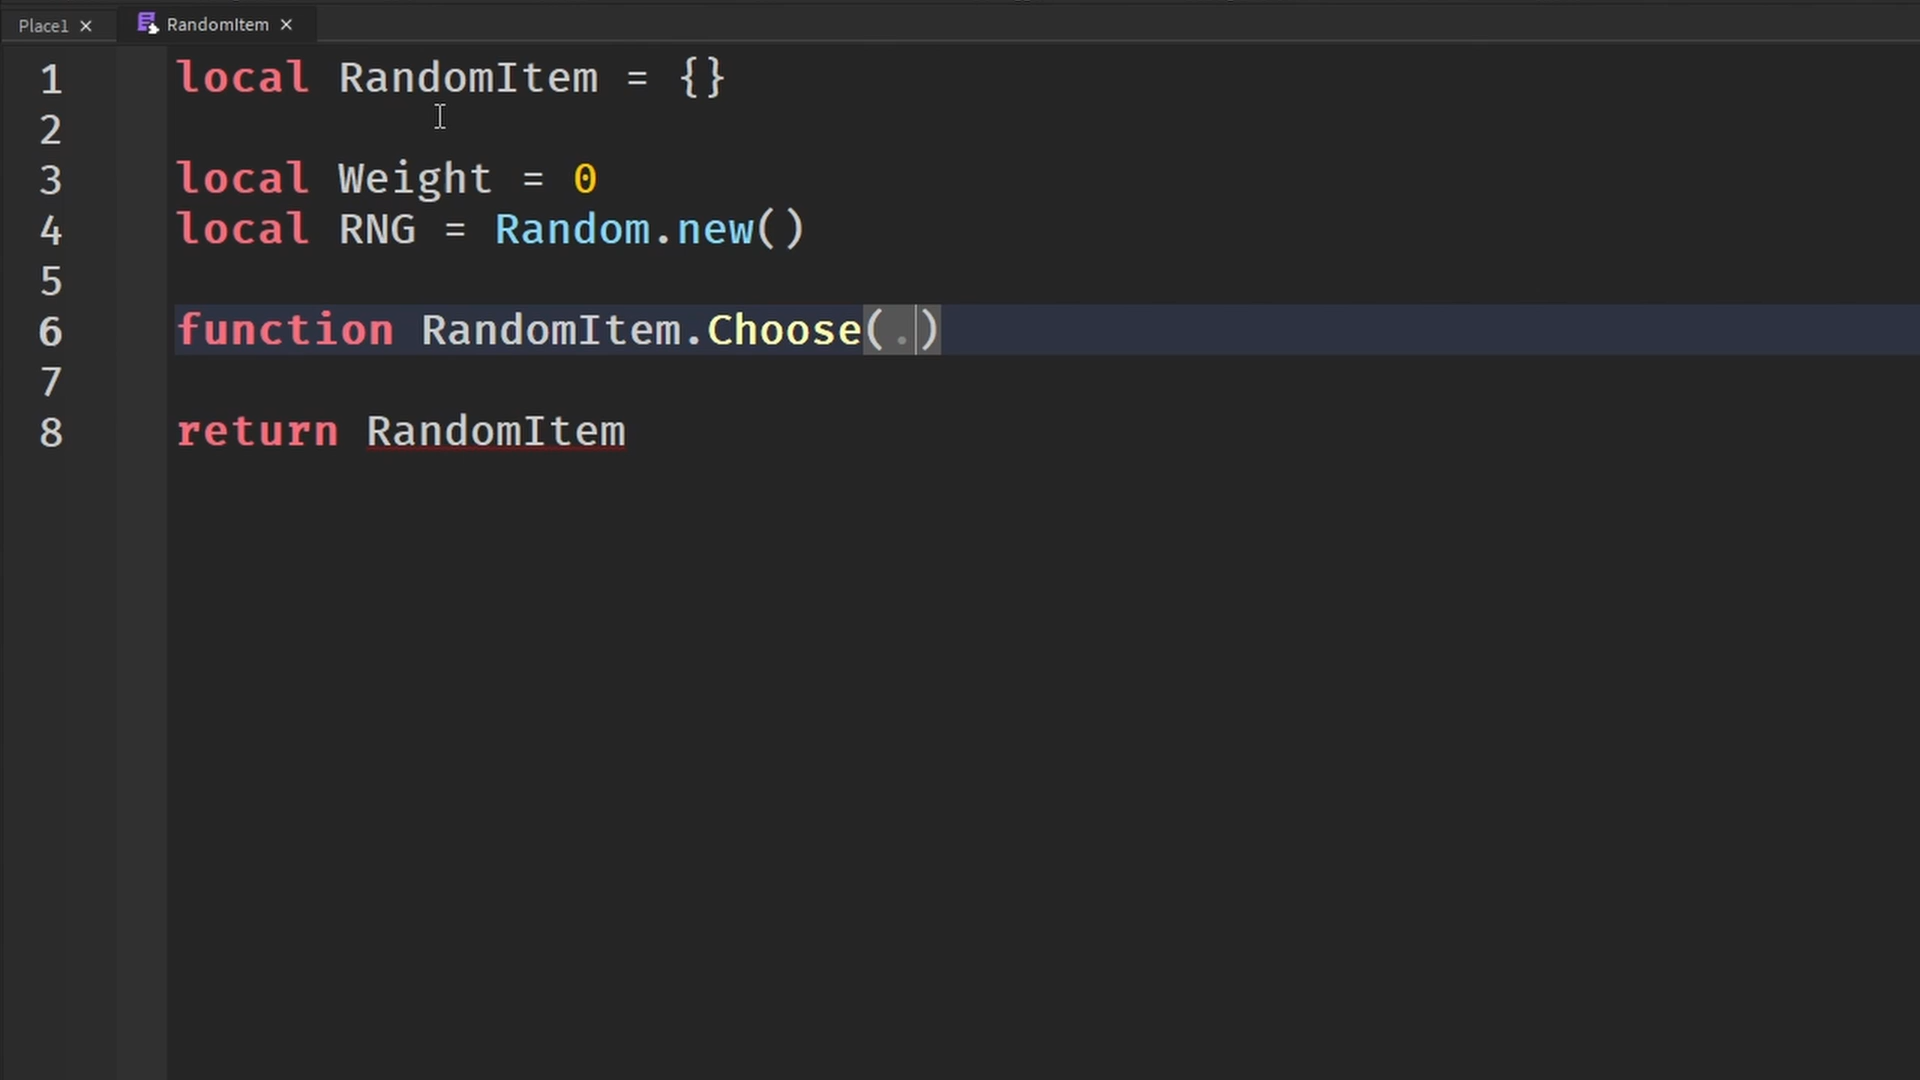 Place1 × RandomItem ×
1 local RandomItem = {}
2
3 local Weight = 0
4 local RNG = Random.new()
5
6 function RandomItem.Choose(.)
7
8 return RandomItem